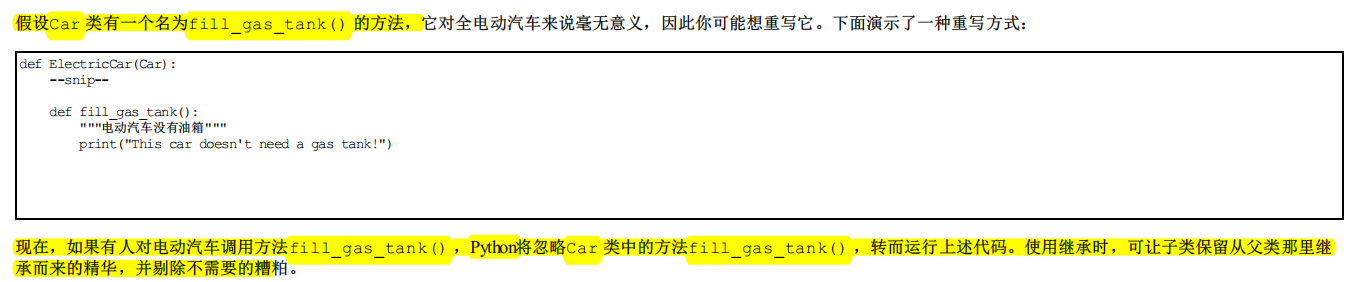 假设Car 类有一个名为fill_gas_tank() 的方法，它对全电动汽车来说毫无意义，因此你可能想重写它。下面演示了一种重写方式：
def ElectricCar(Car):
    --snip--
    def fill_gas_tank():
        """电动汽车没有油箱"""
        print("This car doesn't need a gas tank!")
现在，如果有人对电动汽车调用方法fill_gas_tank() ，Python将忽略Car 类中的方法fill_gas_tank() ，转而运行上述代码。使用继承时，可让子类保留从父类那里继
承而来的精华，并剔除不需要的糟粕。